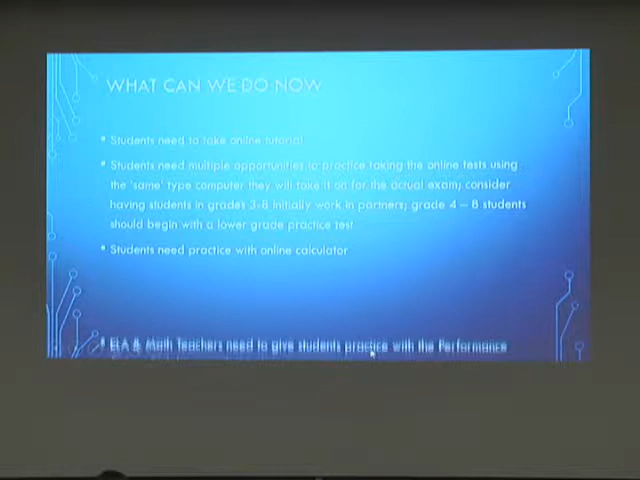 WHAT CAN WE DO NOW
• Students need to take online tutorial
• Students need multiple opportunities to practice taking the online tests using
the 'same' type computer they will take it on for the actual exam; consider
having students in grades 3-8 initially work in partners; grade 4 – 8 students
should begin with a lower grade practice test
• Students need practice with online calculator
• ELA & Math Teachers need to give students practice with the Performance